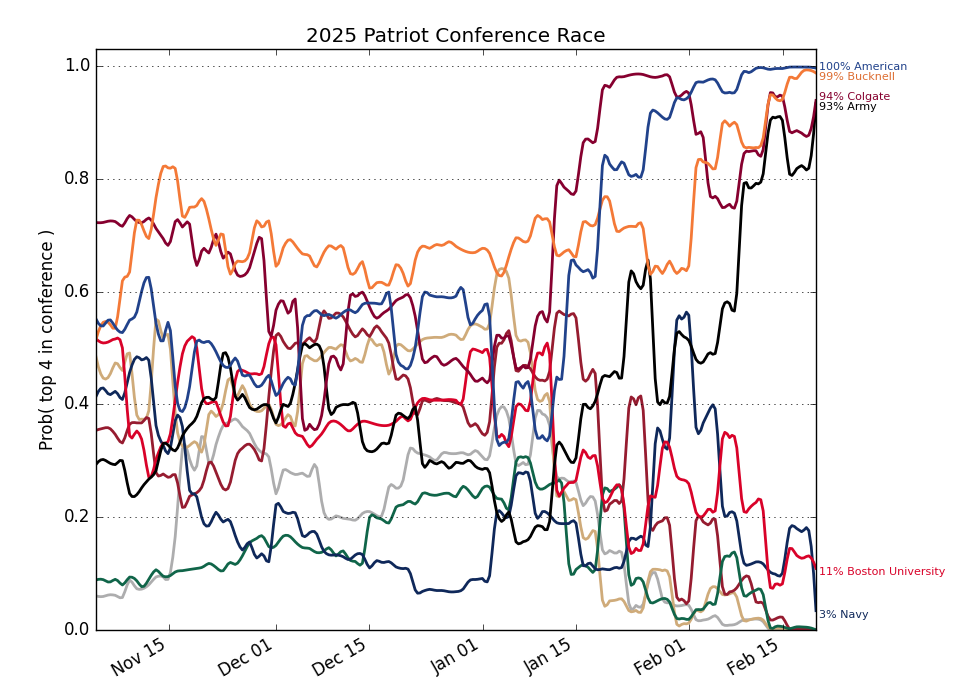 2025 Patriot Conference Race
Prob( top 4 in conference )
1.0
0.8
0.6
0.4
0.2
0.0
Nov 15
Dec 01
Dec 15
Jan 01
Jan 15
Feb 01
Feb 15
100% American
99% Bucknell
94% Colgate
93% Army
11% Boston University
3% Navy